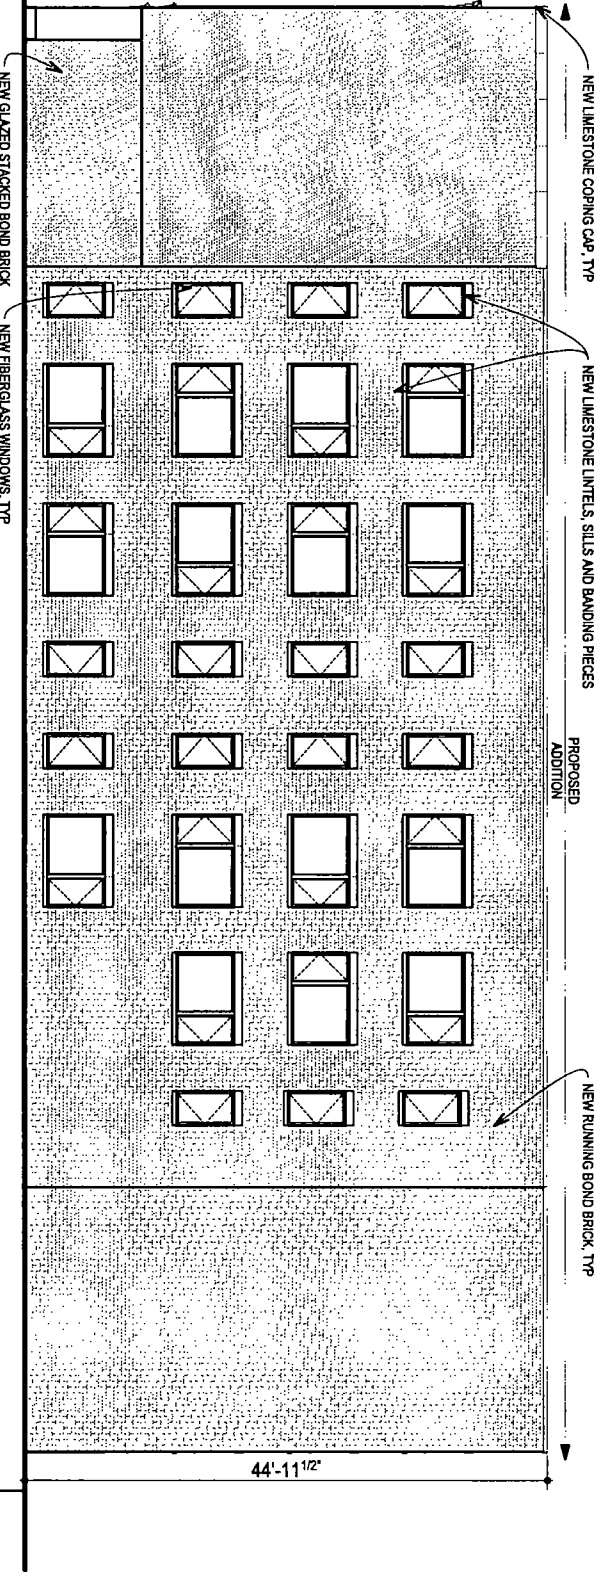 NEW LIMESTONE COPING CAP, TYP
NEW LIMESTONE LINTELS, SILLS AND BANDING PIECES
PROPOSED
ADDITION
NEW RUNNING BOND BRICK, TYP
44'-11 1/2"
NEW GLAZED STACKED BOND BRICK
NEW FIBERGLASS WINDOWS, TYP